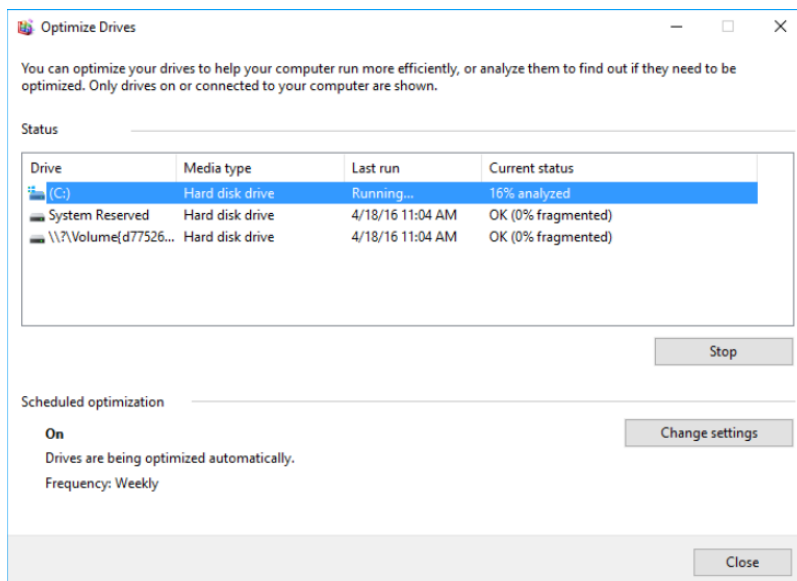 Optimize Drives
You can optimize your drives to help your computer run more efficiently, or analyze them to find out if they need to be
optimized. Only drives on or connected to your computer are shown.
Status
Drive Media type Last run Current status
(C:) Hard disk drive Running... 16% analyzed
System Reserved Hard disk drive 4/18/16 11:04 AM OK (0% fragmented)
\\?\Volume{d77526... Hard disk drive 4/18/16 11:04 AM OK (0% fragmented)
Stop
Scheduled optimization
On
Change settings
Drives are being optimized automatically.
Frequency: Weekly
Close